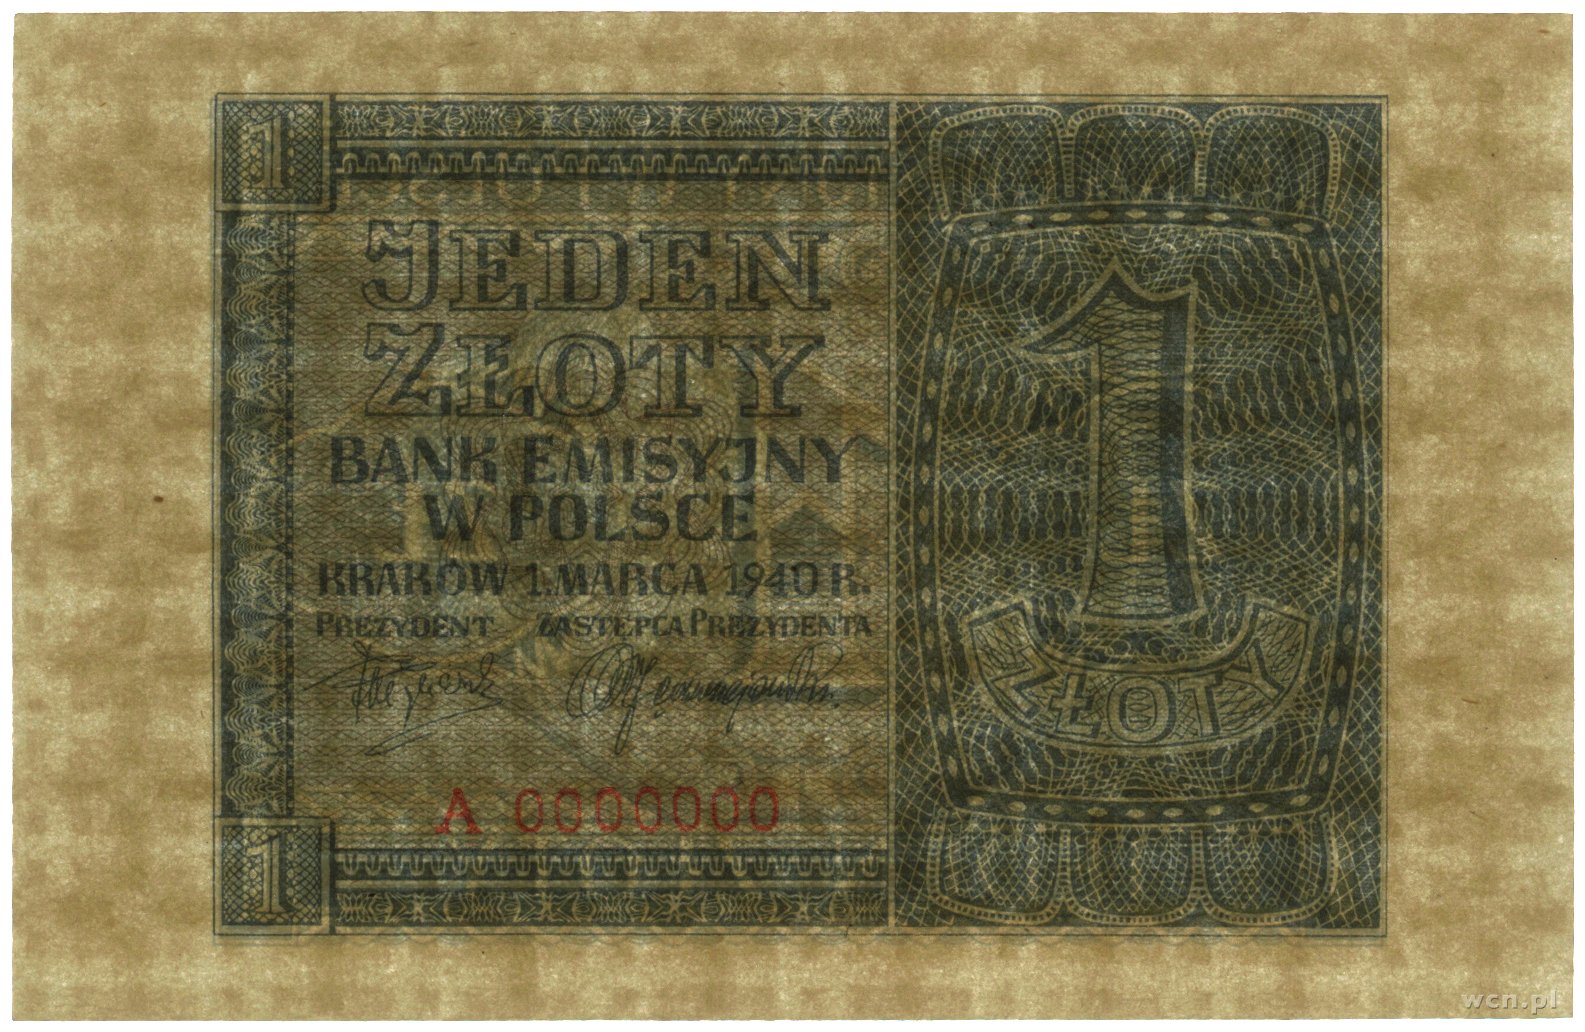 1
JEDEN
ZŁOTY
BANK EMISYJNY
W POLSCE
KRAKÓW 1. MARCA 1940 R.
PREZYDENT ZASTĘPCA PREZYDENTA
A 0000000
1
1
ZŁOTY
wcn.pl